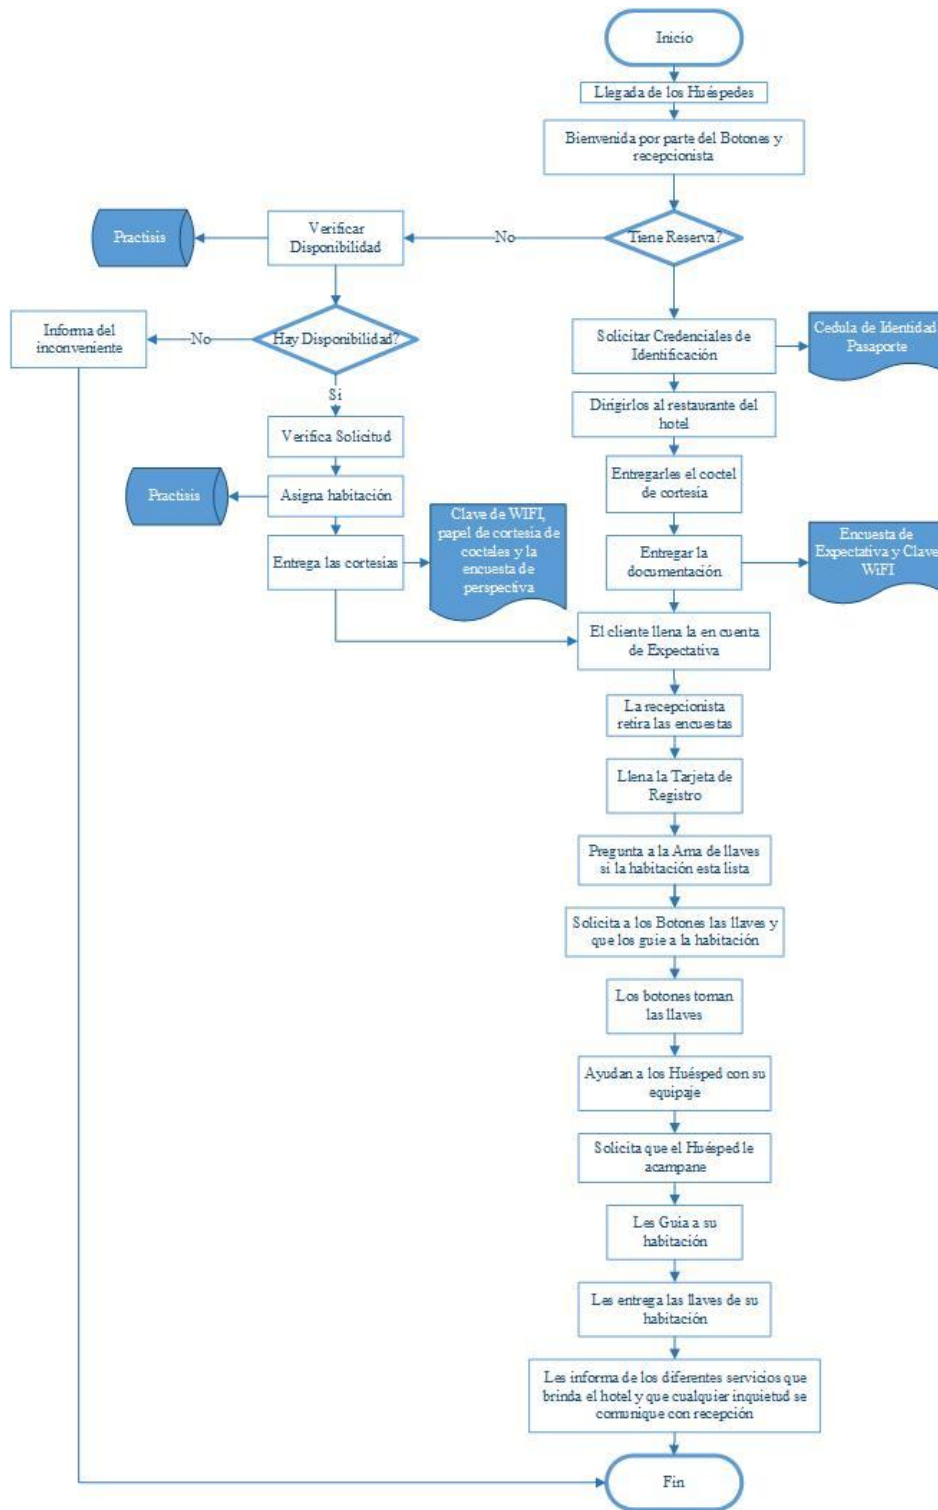 Inicio
Llegada de los Huéspedes
Bienvenida por parte del Botones y
recepcionista
Tiene Reserva?
No
Verificar
Disponibilidad
Practisis
Hay Disponibilidad?
No
Informa del
inconveniente
Si
Verifica Solicitud
Asigna habitación
Practisis
Entrega las cortesías
Clave de WIFI,
papel de cortesía de
cocteles y la
encuesta de
perspectiva
Solicitar Credenciales de
Identificación
Cedula de Identidad
Pasaporte
Dirigirlos al restaurante del
hotel
Entregarles el coctel
de cortesía
Entregar la
documentación
Encuesta de
Expectativa y Clave
WiFI
El cliente llena la en cuenta
de Expectativa
La recepcionista
retira las encuestas
Llena la Tarjeta de
Registro
Pregunta a la Ama de llaves
si la habitación esta lista
Solicita a los Botones las llaves y
que los guie a la habitación
Los botones toman
las llaves
Ayudan a los Huésped con su
equipaje
Solicita que el Huésped le
acampane
Les Guia a su
habitación
Les entrega las llaves de su
habitación
Les informa de los diferentes servicios que
brinda el hotel y que cualquier inquietud se
comunique con recepción
Fin